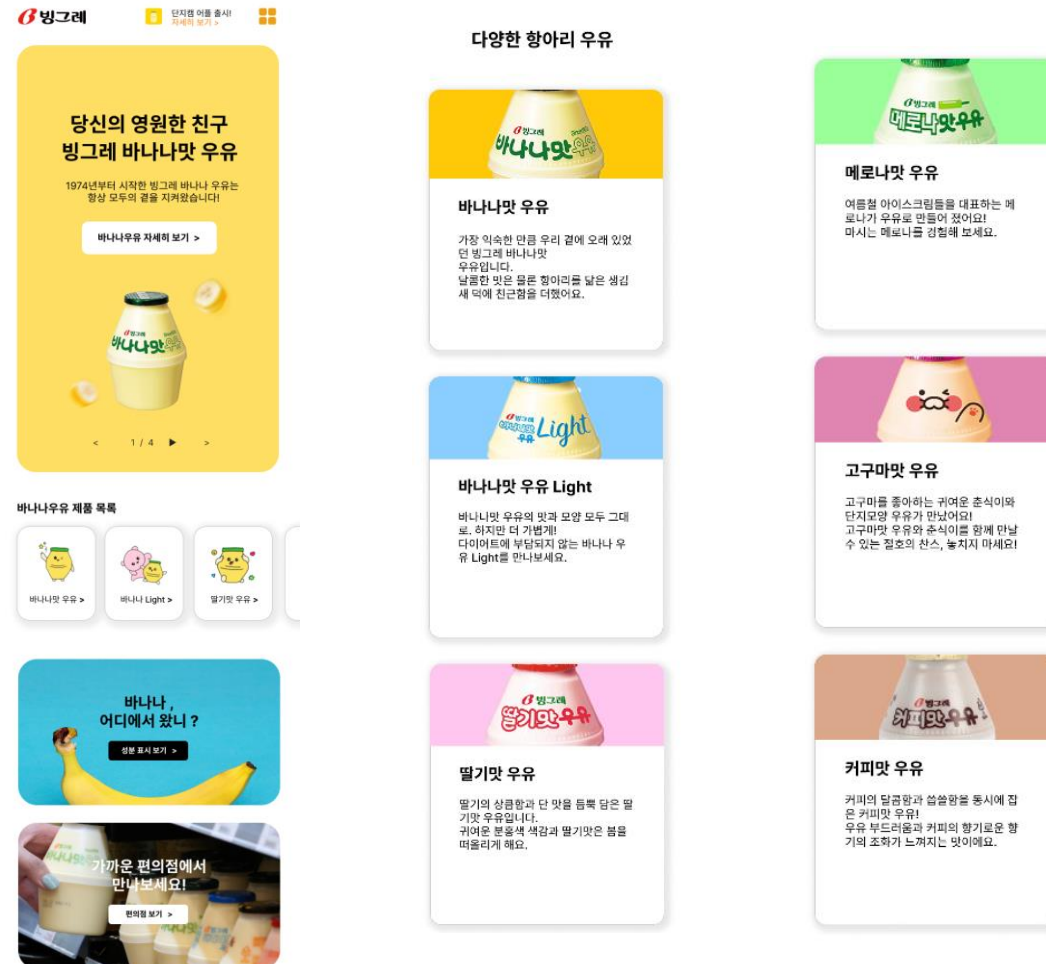 빙그레
단지캠 어플 출시!
자세히 보기 >
당신의 영원한 친구
빙그레 바나나맛 우유
1974년부터 시작한 빙그레 바나나 우유는
항상 모두의 곁을 지켜왔습니다!
바나나우유 자세히 보기 >
빙그레
바나나맛우유
< 1 / 4 ▶ >
바나나우유 제품 목록
바나나맛 우유 >
바나나 Light >
딸기맛 우유 >
바나나 ,
어디에서 왔니 ?
성분 표시 보기 >
가까운 편의점에서
만나보세요!
편의점 보기 >
다양한 항아리 우유
빙그레
바나나맛우유
바나나맛 우유
가장 익숙한 만큼 우리 곁에 오래 있었
던 빙그레 바나나맛
우유입니다.
달콤한 맛은 물론 항아리를 닮은 생김
새 덕에 친근함을 더했어요.
빙그레
바나나맛
우유 Light
바나나맛 우유 Light
바나니맛 우유의 맛과 모양 모두 그대
로. 하지만 더 가볍게!
다이어트에 부담되지 않는 바나나 우
유 Light를 만나보세요.
빙그레
딸기맛우유
딸기맛 우유
딸기의 상큼함과 단 맛을 듬뿍 담은 딸
기맛 우유입니다.
귀여운 분홍색 색감과 딸기맛은 봄을
떠올리게 해요.
빙그레
메로나맛우유
메로나맛 우유
여름철 아이스크림들을 대표하는 메
로나가 우유로 만들어 졌어요!
마시는 메로나를 경험해 보세요.
고구마맛 우유
고구마를 좋아하는 귀여운 춘식이와
단지모양 우유가 만났어요!
고구마맛 우유와 춘식이를 함께 만날
수 있는 절호의 찬스, 놓치지 마세요!
빙그레
커피맛우유
커피맛 우유
커피의 달콤함과 씁쓸함을 동시에 잡
은 커피맛 우유!
우유 부드러움과 커피의 향기로운 향
기의 조화가 느껴지는 맛이에요.